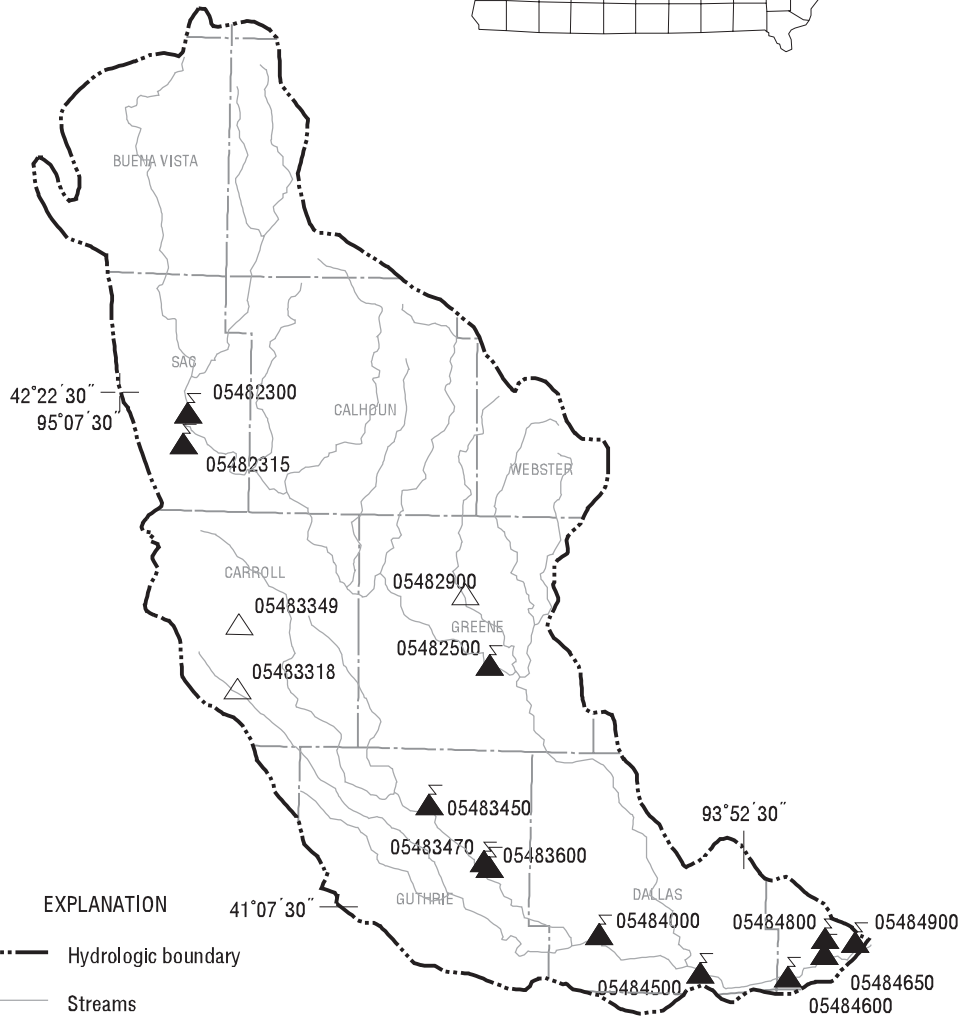 BUENA VISTA
SAC
42°22´30"
05482300
95°07´30"
CALHOUN
05482315
WEBSTER
CARROLL
05482900
05483349
GREENE
05482500
05483318
05483450
93°52´30"
05483470
05483600
EXPLANATION
41°07´30"
GUTHRIE
DALLAS
05484000
05484800
05484900
Hydrologic boundary
05484500
05484650
Streams
05484600